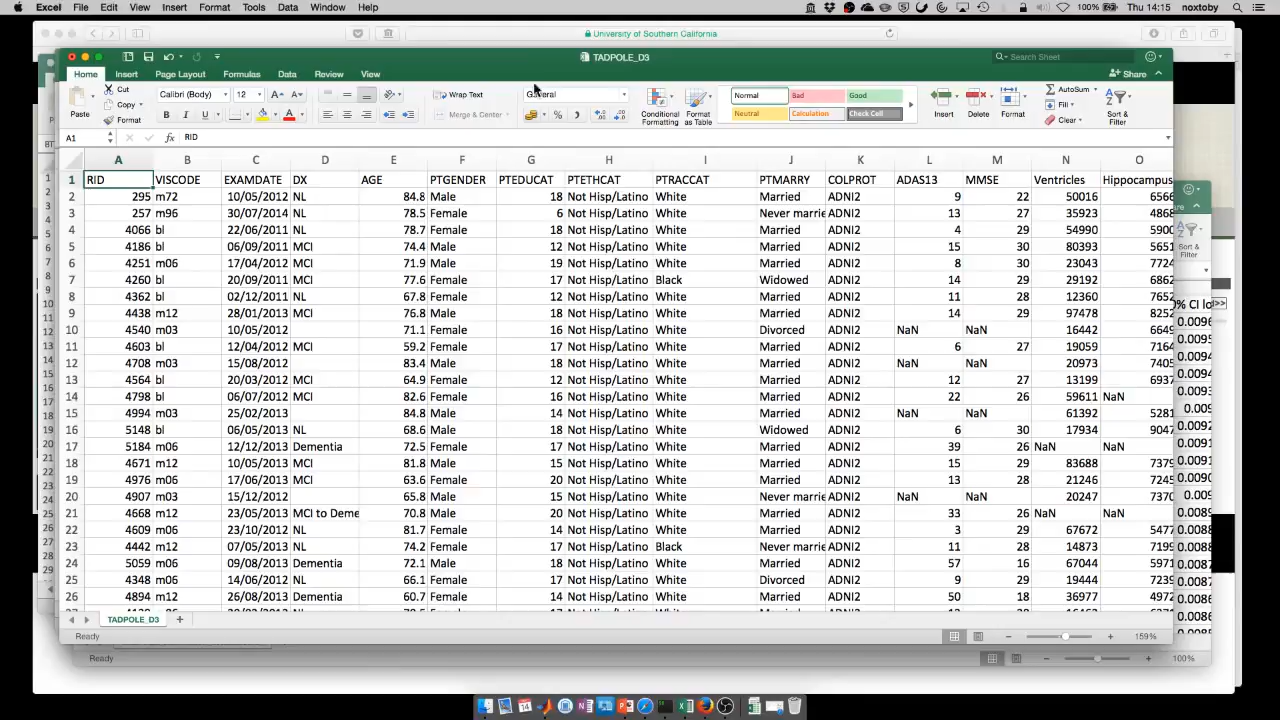 Excel File Edit View Insert Format Tools Data Window Help 100% Thu 14:15 noxtoby
University of Southern California
TADPOLE_D3 Search Sheet
Home Insert Page Layout Formulas Data Review View Share
Cut Copy Format Paste Calibri (Body) 12 Wrap Text Merge & Center General Conditional Formatting Format as Table Normal Bad Good Neutral Calculation Check Cell Insert Delete Format AutoSum Fill Clear Sort & Filter
A1 fx RID
A B C D E F G H I J K L M N O
1 RID VISCODE EXAMDATE DX AGE PTGENDER PTEDUCAT PTETHCAT PTRACCAT PTMARRY COLPROT ADAS13 MMSE Ventricles Hippocampus
2 295 m72 10/05/2012 NL 84.8 Male 18 Not Hisp/Latino White Married ADNI2 9 22 50016 6566
3 257 m96 30/07/2014 NL 78.5 Female 6 Not Hisp/Latino White Never marrie ADNI2 13 27 35923 4868
4 4066 bl 22/06/2011 NL 78.7 Female 18 Not Hisp/Latino White Married ADNI2 4 29 54990 5900
5 4186 bl 06/09/2011 MCI 74.4 Male 12 Not Hisp/Latino White Married ADNI2 15 30 80393 5651
6 4251 m06 17/04/2012 MCI 71.9 Male 19 Not Hisp/Latino White Married ADNI2 8 30 23043 7724
7 4260 bl 20/09/2011 MCI 77.6 Female 17 Not Hisp/Latino Black Widowed ADNI2 14 29 29192 6862
8 4362 bl 02/12/2011 NL 67.8 Female 12 Not Hisp/Latino White Married ADNI2 11 28 12360 7652
9 4438 m12 28/01/2013 MCI 76.8 Male 18 Not Hisp/Latino White Married ADNI2 14 29 97478 8252
10 4540 m03 10/05/2012 71.1 Female 16 Not Hisp/Latino White Divorced ADNI2 NaN NaN 16442 6649
11 4603 bl 12/04/2012 MCI 59.2 Female 17 Not Hisp/Latino White Married ADNI2 6 27 19059 7164
12 4708 m03 15/08/2012 83.4 Male 18 Not Hisp/Latino White Married ADNI2 NaN NaN 20973 7405
13 4564 bl 20/03/2012 MCI 64.9 Female 12 Not Hisp/Latino White Married ADNI2 12 27 13199 6937
14 4798 bl 06/07/2012 MCI 82.6 Female 16 Not Hisp/Latino White Married ADNI2 22 26 59611 NaN
15 4994 m03 25/02/2013 84.8 Male 14 Not Hisp/Latino White Married ADNI2 NaN NaN 61392 5281
16 5148 bl 06/05/2013 NL 68.6 Female 12 Not Hisp/Latino White Widowed ADNI2 6 30 17934 9047
17 5184 m06 12/12/2013 Dementia 72.5 Female 17 Not Hisp/Latino White Married ADNI2 39 26 NaN NaN
18 4671 m12 10/05/2013 MCI 81.8 Male 15 Not Hisp/Latino White Married ADNI2 15 29 83688 7379
19 4976 m06 17/06/2013 MCI 63.6 Female 20 Not Hisp/Latino White Married ADNI2 13 28 21246 7245
20 4907 m03 15/12/2012 65.8 Male 15 Not Hisp/Latino White Never marrie ADNI2 NaN NaN 20247 7370
21 4668 m12 23/05/2013 MCI to Deme 70.8 Male 20 Not Hisp/Latino White Married ADNI2 33 26 NaN NaN
22 4609 m06 23/10/2012 NL 81.7 Female 14 Not Hisp/Latino White Married ADNI2 3 29 67672 5477
23 4442 m12 07/05/2013 NL 74.2 Female 17 Not Hisp/Latino Black Never marrie ADNI2 11 28 14873 7199
24 5059 m06 09/08/2013 Dementia 72.1 Male 18 Not Hisp/Latino White Married ADNI2 57 16 67044 5971
25 4348 m06 14/06/2012 NL 66.1 Female 17 Not Hisp/Latino White Divorced ADNI2 9 29 19444 7239
26 4894 m12 26/08/2013 Dementia 60.7 Male 18 Not Hisp/Latino White Married ADNI2 50 18 36977 4972
TADPOLE_D3
Ready 159%
Ready 100%